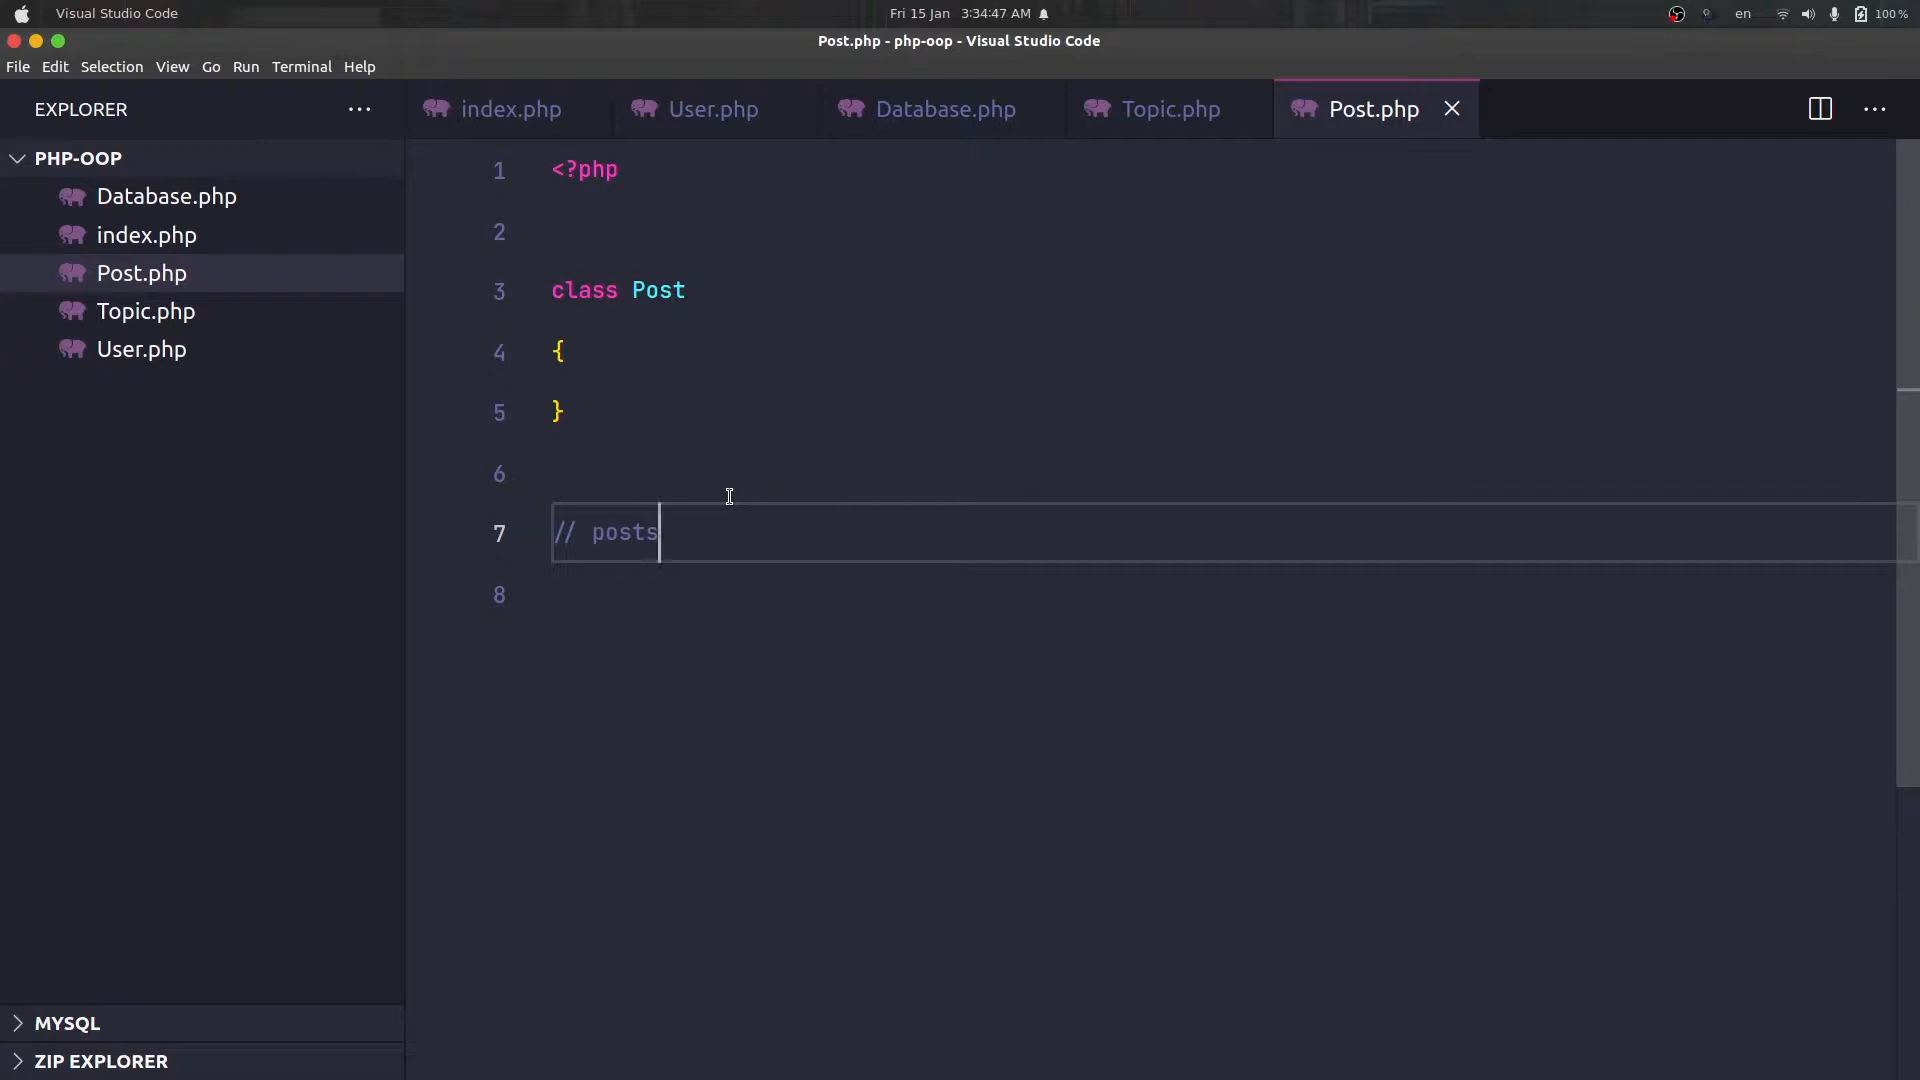 Visual Studio Code
Fri 15 Jan 3:34:47 AM
en
100 %
Post.php - php-oop - Visual Studio Code
File Edit Selection View Go Run Terminal Help
EXPLORER
index.php
User.php
Database.php
Topic.php
Post.php
PHP-OOP
Database.php
index.php
Post.php
Topic.php
User.php
1 <?php
2
3 class Post
4 {
5 }
6
7 // posts
8
MYSQL
ZIP EXPLORER